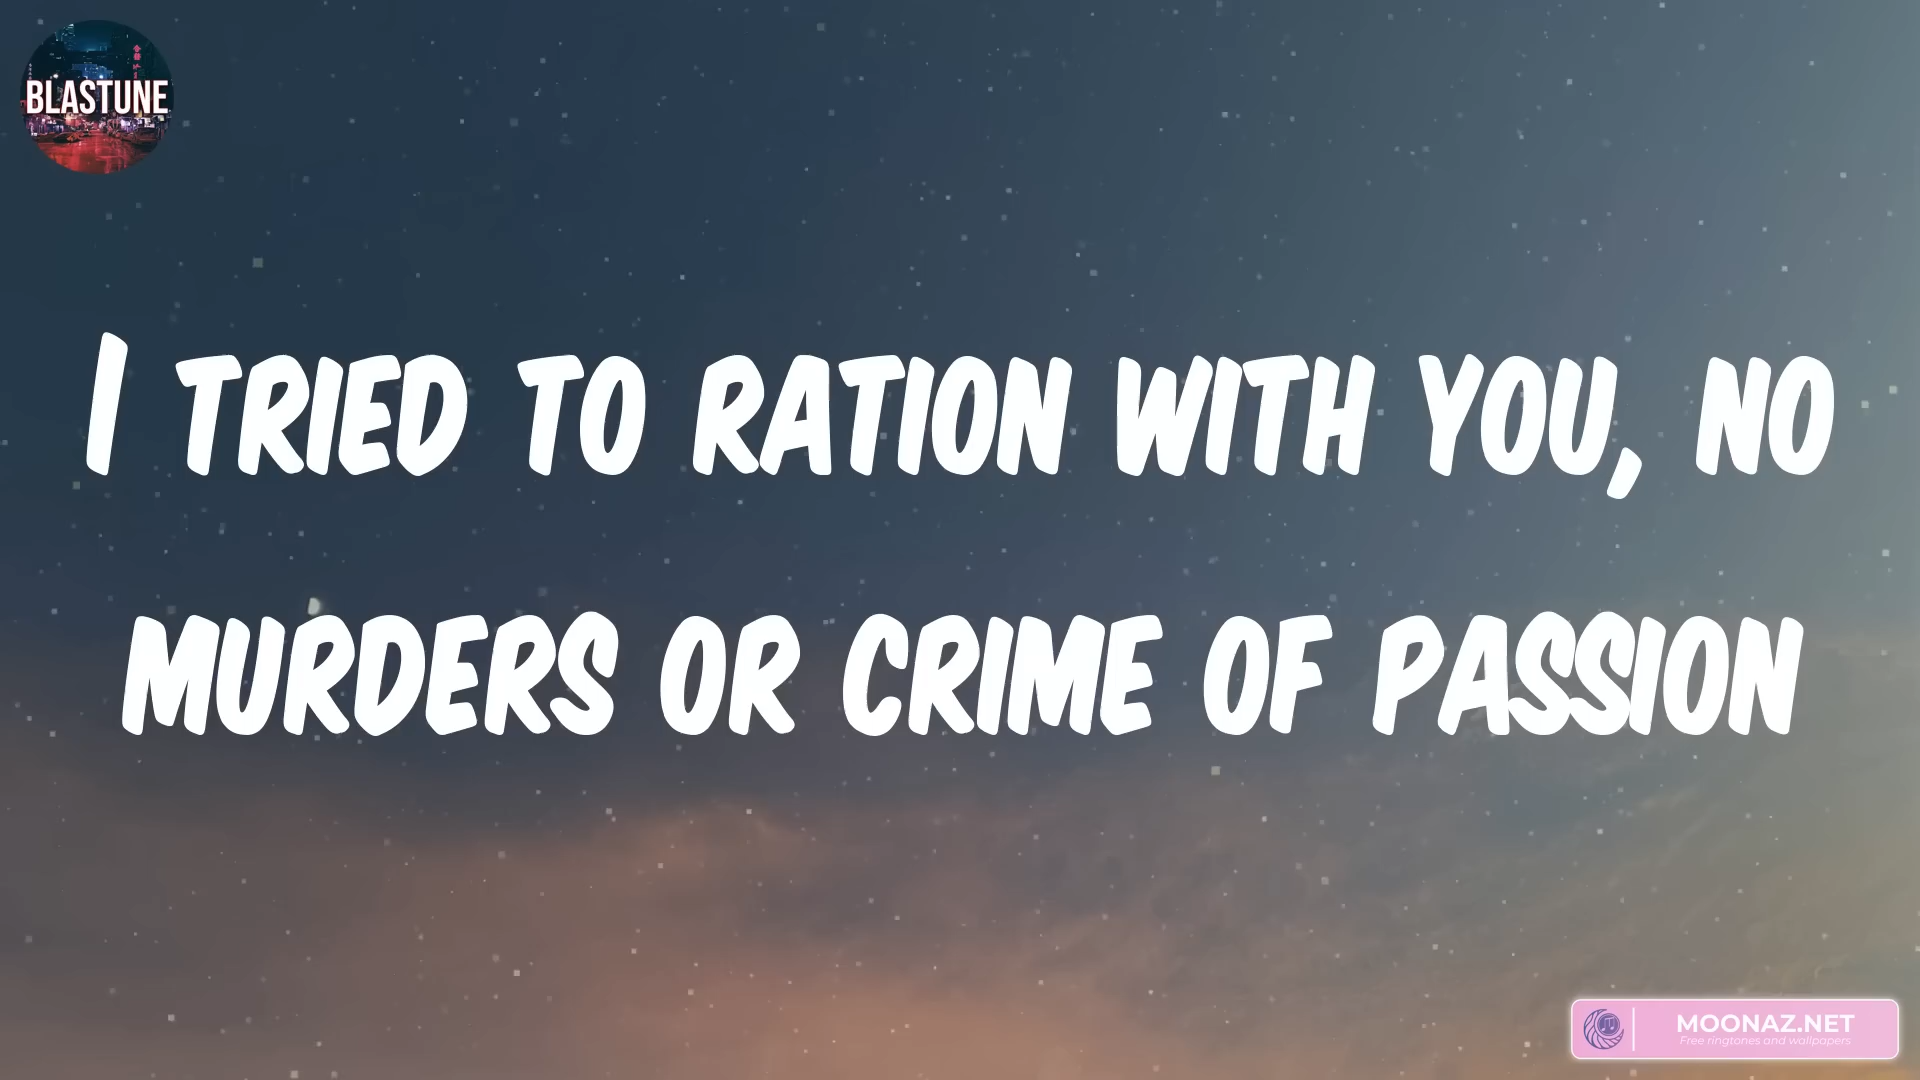 BLASTUNE
I TRIED TO RATION WITH YOU, NO
MURDERS OR CRIME OF PASSION
MOONAZ.NET
Free ringtones and wallpapers